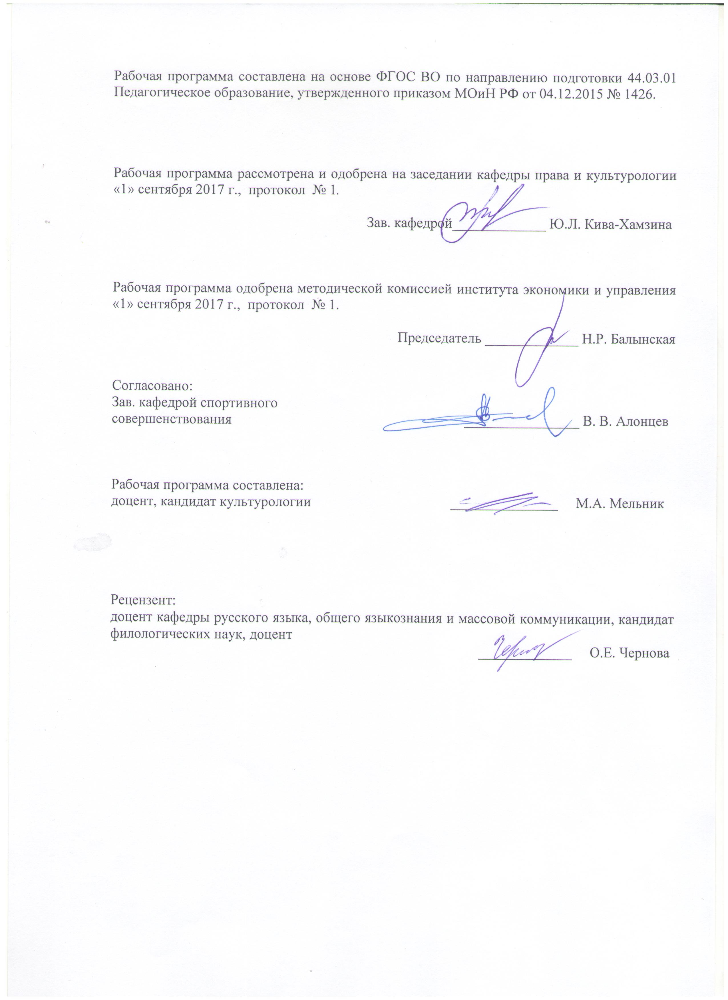 Рабочая программа составлена на основе ФГОС ВО по направлению подготовки 44.03.01
Педагогическое образование, утвержденного приказом МОиН РФ от 04.12.2015 № 1426.
Рабочая программа рассмотрена и одобрена на заседании кафедры права и культурологии
«1» сентября 2017 г., протокол № 1.
Зав. кафедрой______________ Ю.Л. Кива-Хамзина
Рабочая программа одобрена методической комиссией института экономики и управления
«1» сентября 2017 г., протокол № 1.
Председатель ______________ Н.Р. Балынская
Согласовано:
Зав. кафедрой спортивного
совершенствования _________________ В. В. Алонцев
Рабочая программа составлена:
доцент, кандидат культурологии ________________ М.А. Мельник
Рецензент:
доцент кафедры русского языка, общего языкознания и массовой коммуникации, кандидат
филологических наук, доцент
______________ О.Е. Чернова